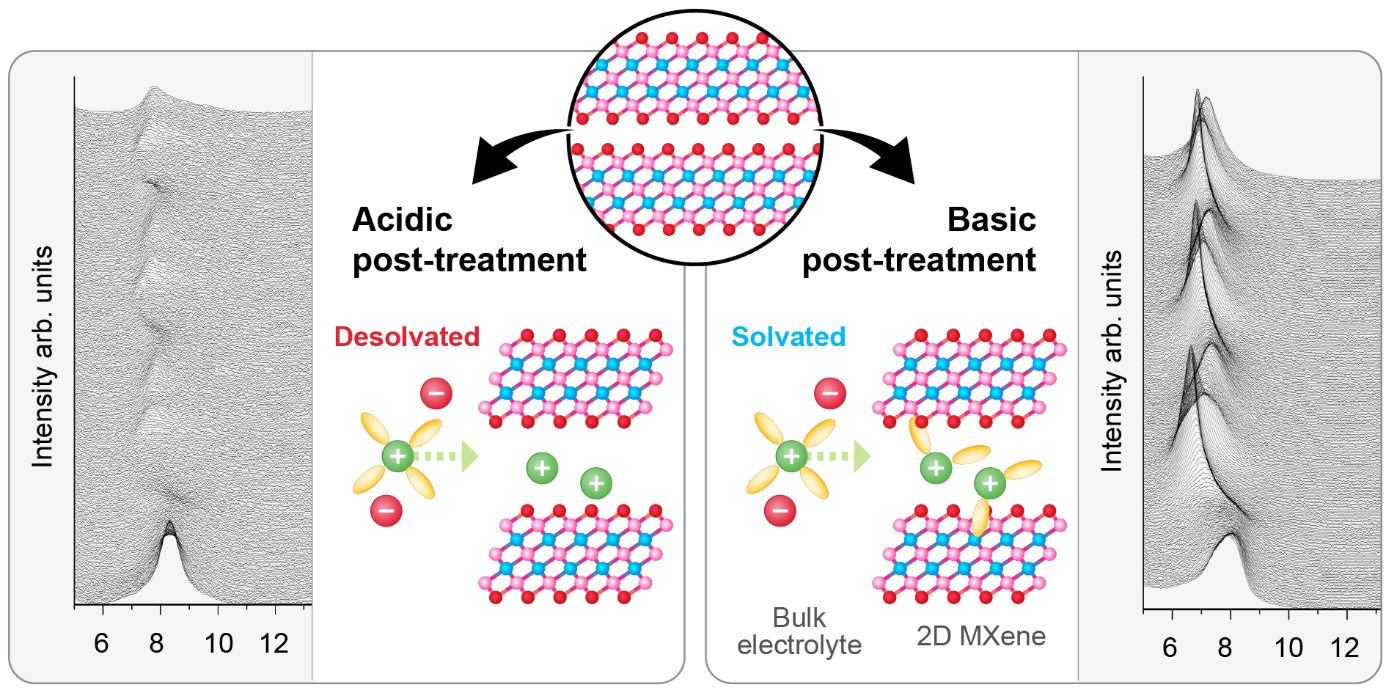 Intensity arb. units
6 8 10 12
Acidic
post-treatment
Desolvated
−
+
−
+
+
Basic
post-treatment
Solvated
−
+
−
+
+
Bulk
electrolyte
2D MXene
Intensity arb. units
6 8 10 12